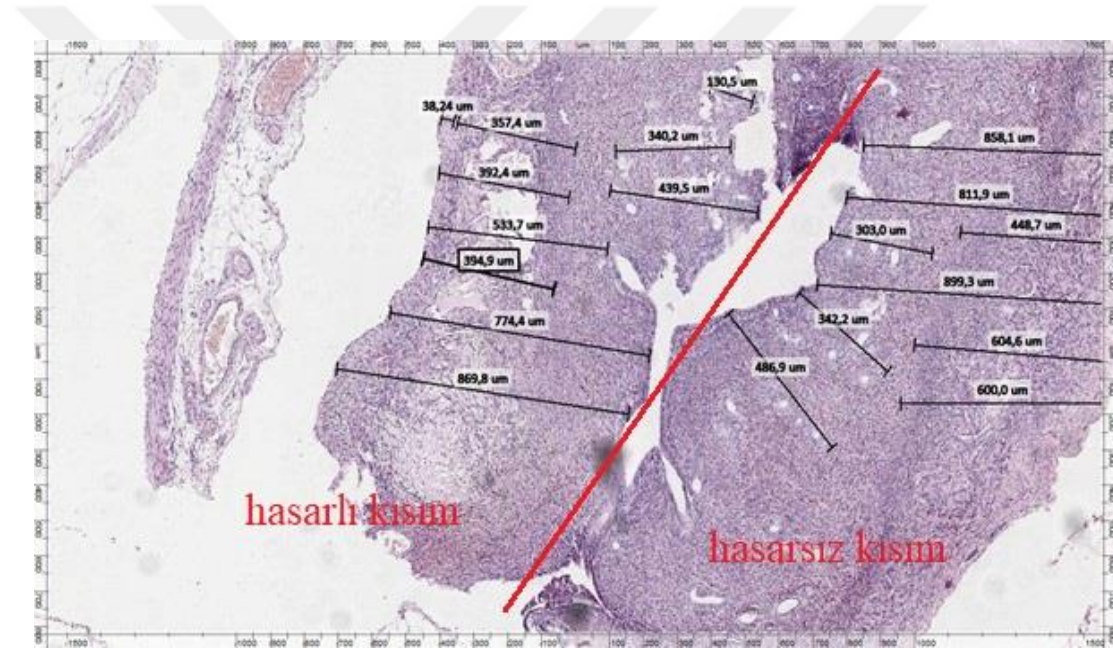 130,5 um
38,24 um
357,4 um
340,2 um
858,1 um
392,4 um
439,5 um
811,9 um
533,7 um
303,0 um
448,7 um
394,9 um
899,3 um
774,4 um
342,2 um
604,6 um
869,8 um
486,9 um
600,0 um
hasarlı kısım
hasarsız kısım